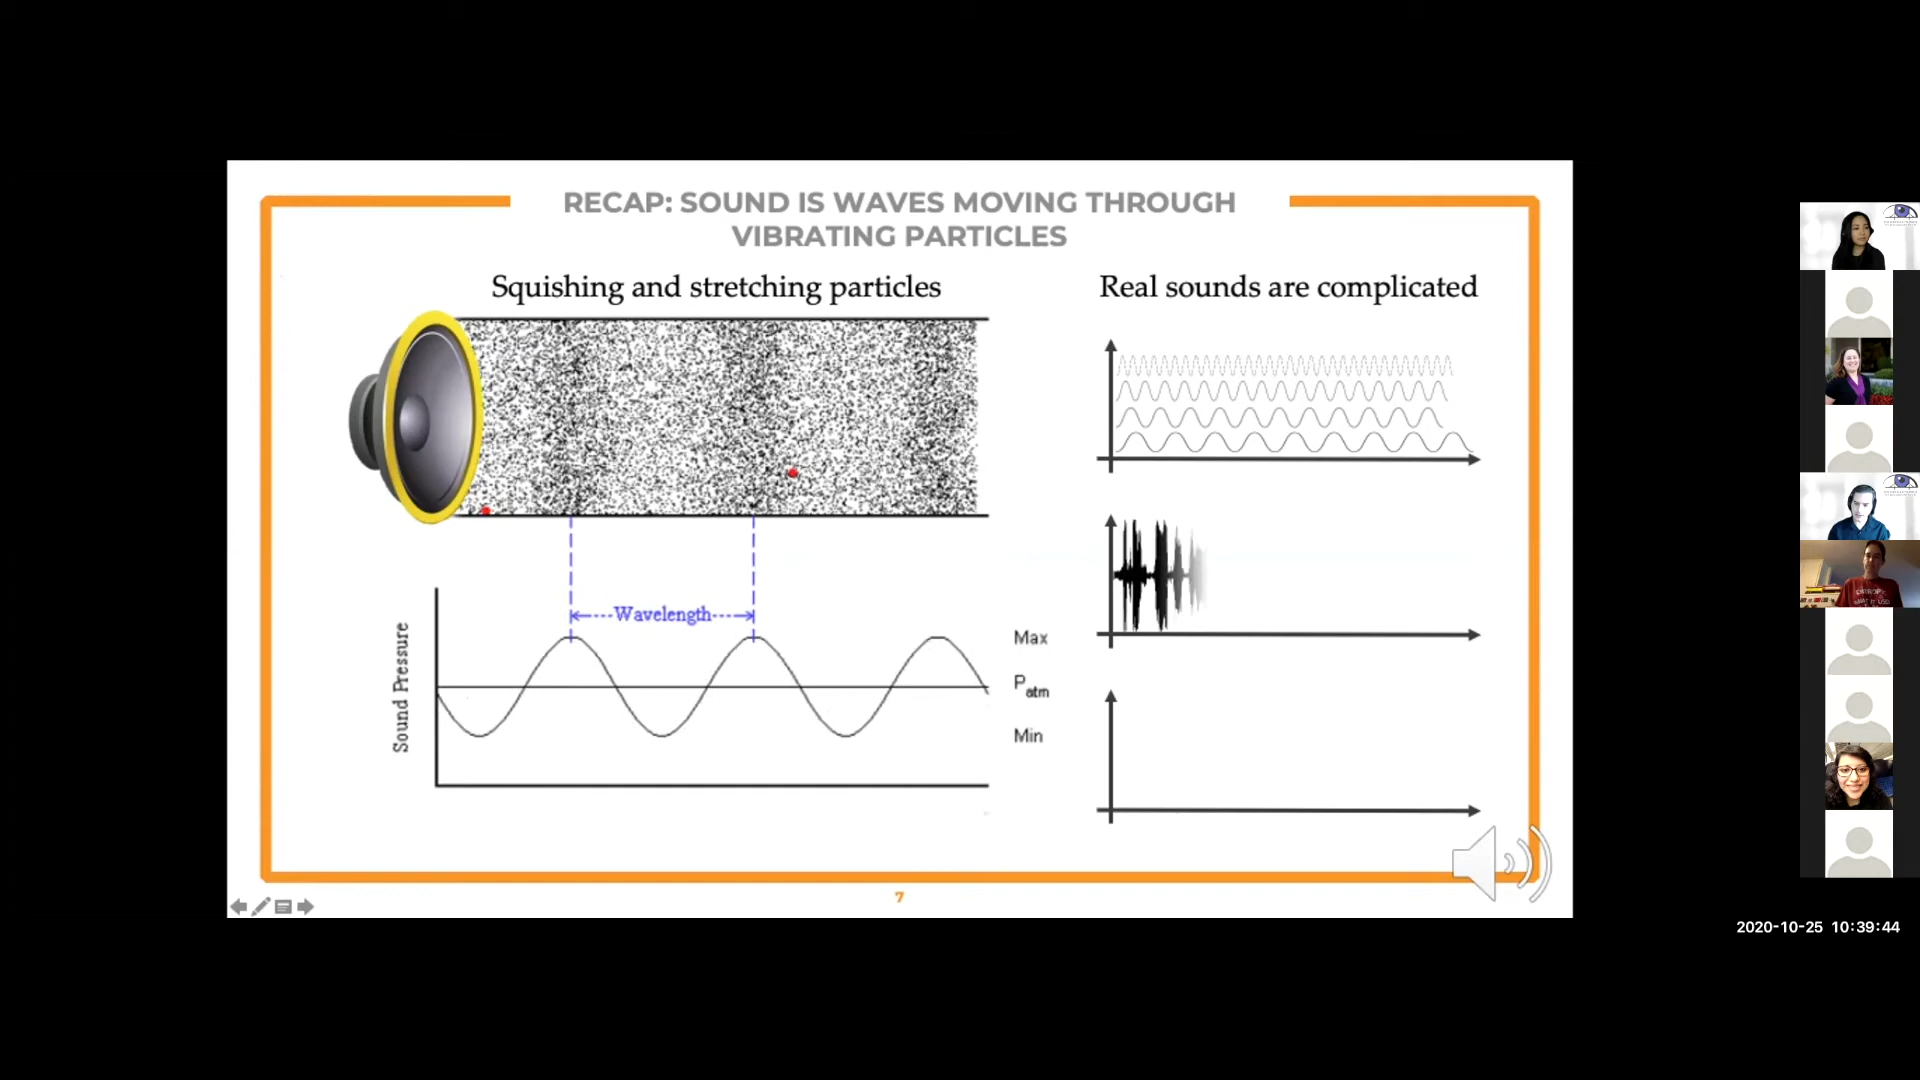 RECAP: SOUND IS WAVES MOVING THROUGH
VIBRATING PARTICLES
Squishing and stretching particles
Real sounds are complicated
Wavelength
Sound Pressure
Max
Patm
Min
7
2020-10-25 10:39:44